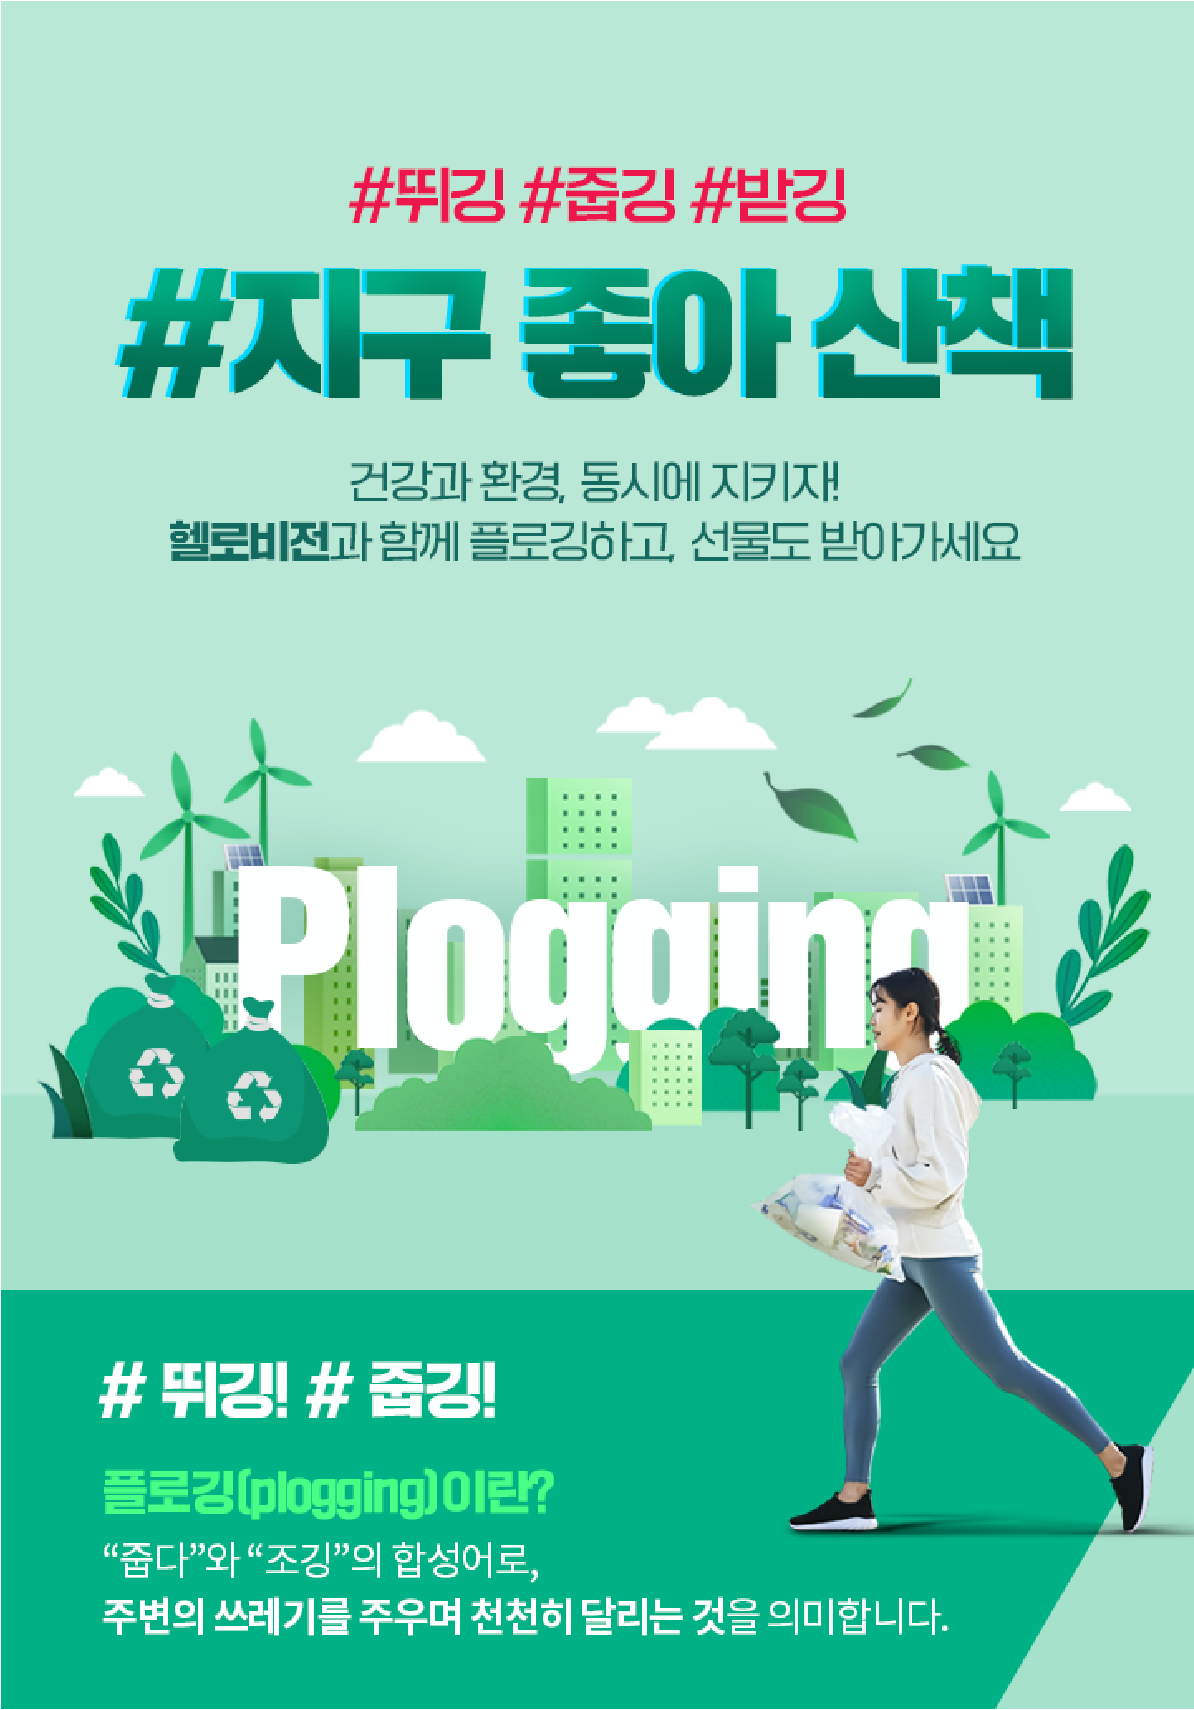 #뛰깅 #줍깅 #받깅
#지구 좋아 산책
건강과 환경, 동시에 지키자!
헬로비전과 함께 플로깅하고, 선물도 받아가세요
Plogging
# 뛰깅! # 줍깅!
플로깅(plogging)이란?
“줍다”와 “조깅”의 합성어로,
주변의 쓰레기를 주우며 천천히 달리는 것을 의미합니다.